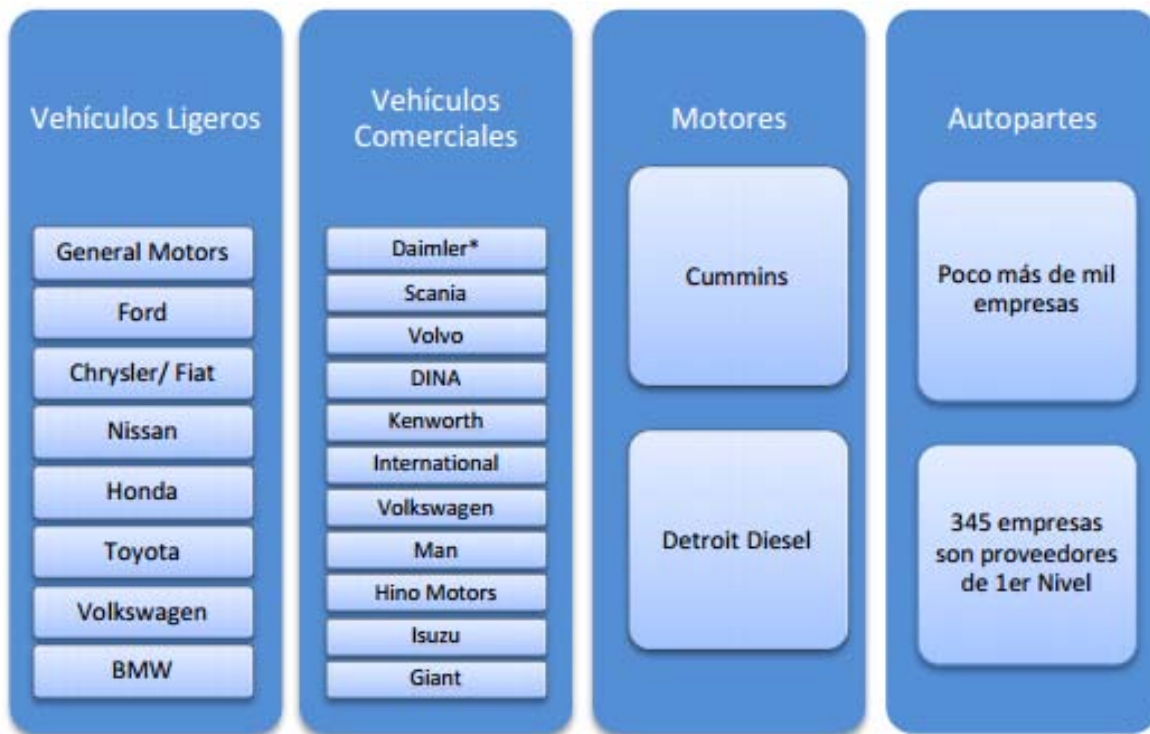 Vehículos Ligeros
General Motors
Ford
Chrysler/ Fiat
Nissan
Honda
Toyota
Volkswagen
BMW
Vehículos
Comerciales
Daimler*
Scania
Volvo
DINA
Kenworth
International
Volkswagen
Man
Hino Motors
Isuzu
Giant
Motores
Cummins
Detroit Diesel
Autopartes
Poco más de mil
empresas
345 empresas
son proveedores
de 1er Nivel